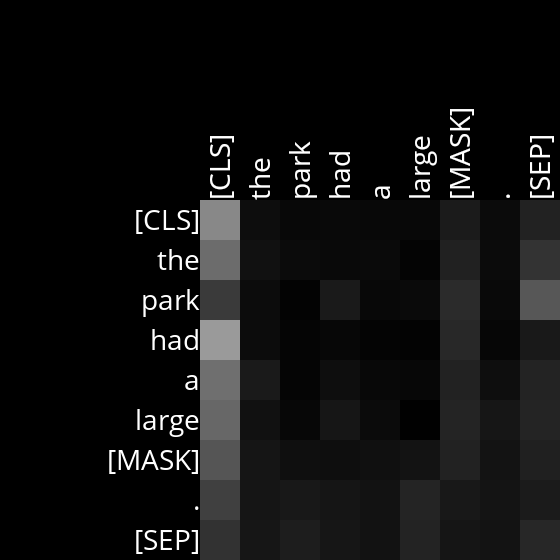 [CLS] the park had a large [MASK] . [SEP]
[CLS]
the
park
had
a
large
[MASK]
.
[SEP]